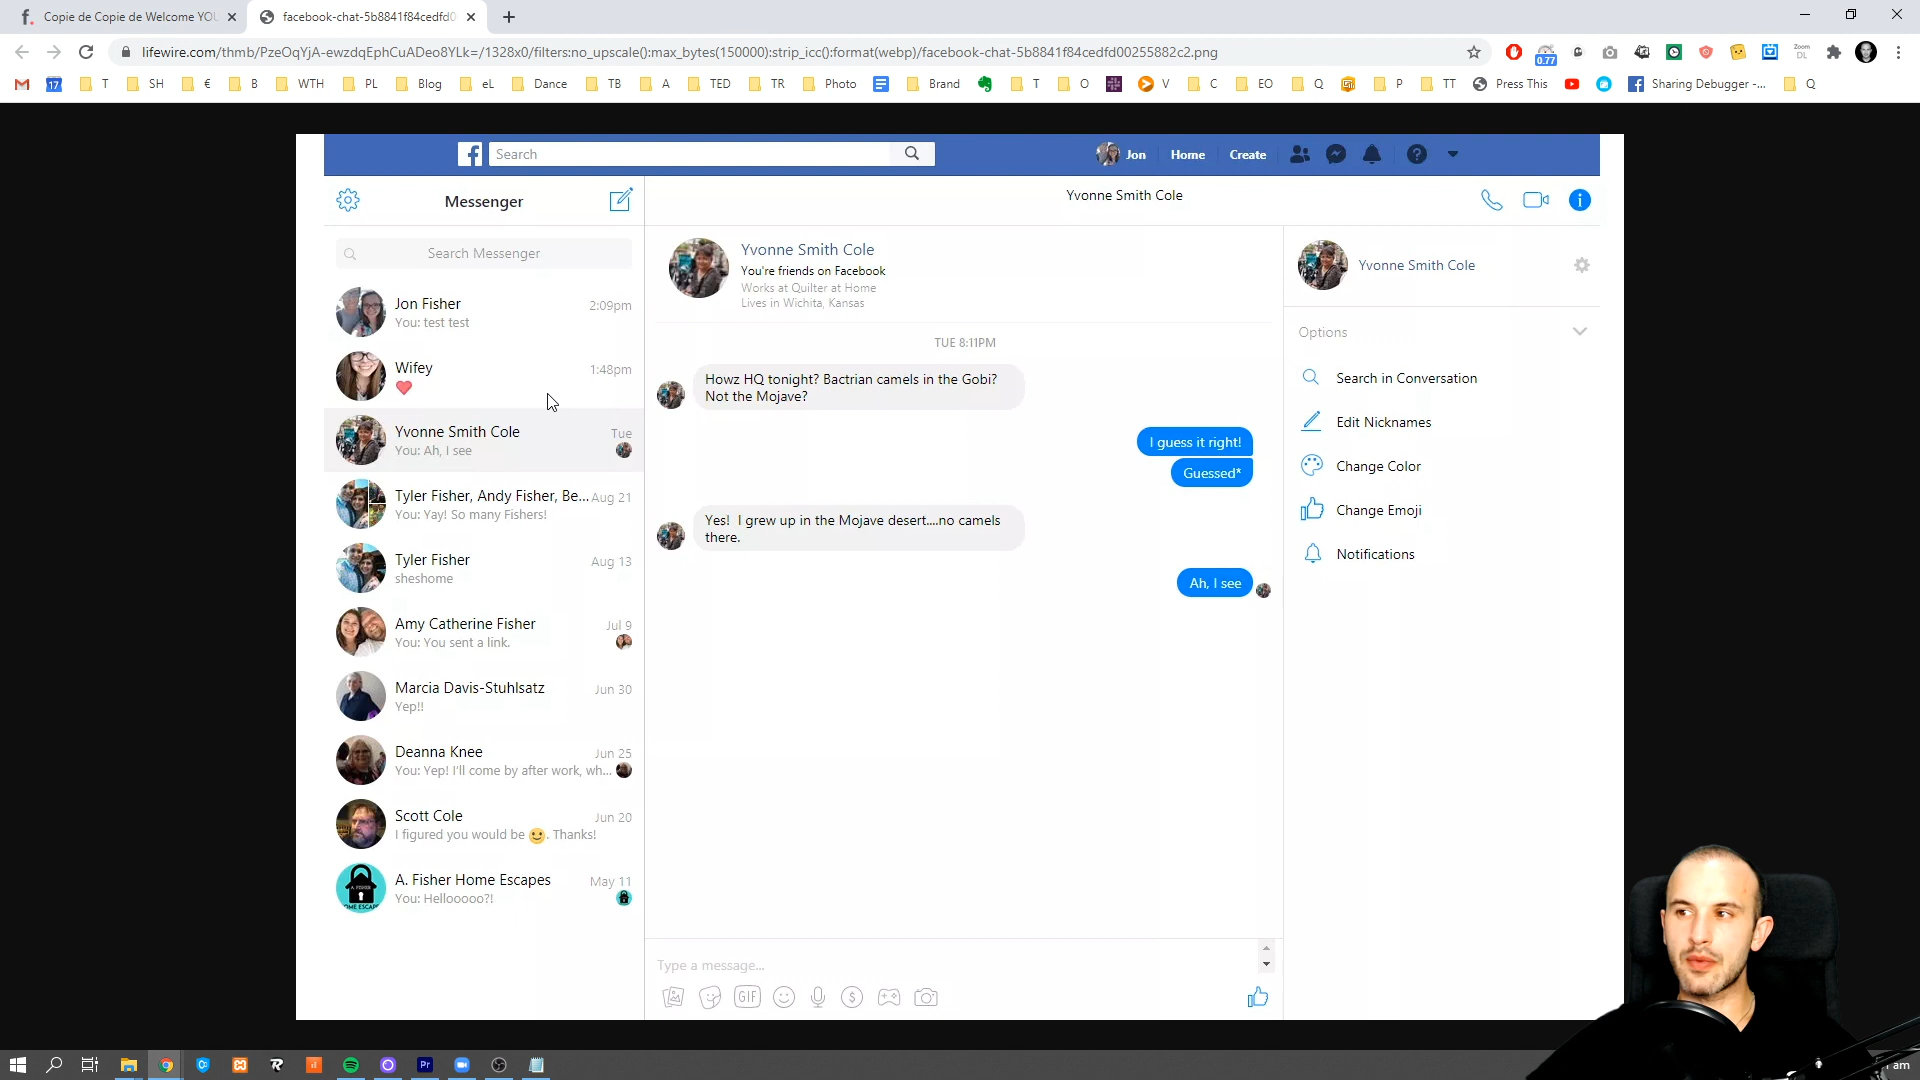 Copie de Copie de Welcome YOU
facebook-chat-5b8841f84cedfd0
lifewire.com/thmb/PzeOqYjA-ewzdqEphCuADeo8YLk=/1328x0/filters:no_upscale():max_bytes(150000):strip_icc():format(webp)/facebook-chat-5b8841f84cedfd00255882c2.png
0.77
Zoom
DL
17
T
SH
€
B
WTH
PL
Blog
eL
Dance
TB
A
TED
TR
Photo
Brand
T
O
V
C
EO
Q
P
TT
Press This
Sharing Debugger -...
Q
Search
Jon
Home
Create
Messenger
Yvonne Smith Cole
Search Messenger
Jon Fisher
2:09pm
You: test test
Wifey
1:48pm
Yvonne Smith Cole
Tue
You: Ah, I see
Tyler Fisher, Andy Fisher, Be...
Aug 21
You: Yay! So many Fishers!
Tyler Fisher
Aug 13
sheshome
Amy Catherine Fisher
Jul 9
You: You sent a link.
Marcia Davis-Stuhlsatz
Jun 30
Yep!!
Deanna Knee
Jun 25
You: Yep! I'll come by after work, wh...
Scott Cole
Jun 20
I figured you would be 😉. Thanks!
A. Fisher Home Escapes
May 11
You: Hellooooo?!
Yvonne Smith Cole
You're friends on Facebook
Works at Quilter at Home
Lives in Wichita, Kansas
TUE 8:11PM
Howz HQ tonight? Bactrian camels in the Gobi?
Not the Mojave?
I guess it right!
Guessed*
Yes!  I grew up in the Mojave desert....no camels
there.
Ah, I see
Type a message...
GIF
Yvonne Smith Cole
Options
Search in Conversation
Edit Nicknames
Change Color
Change Emoji
Notifications
Pr
am